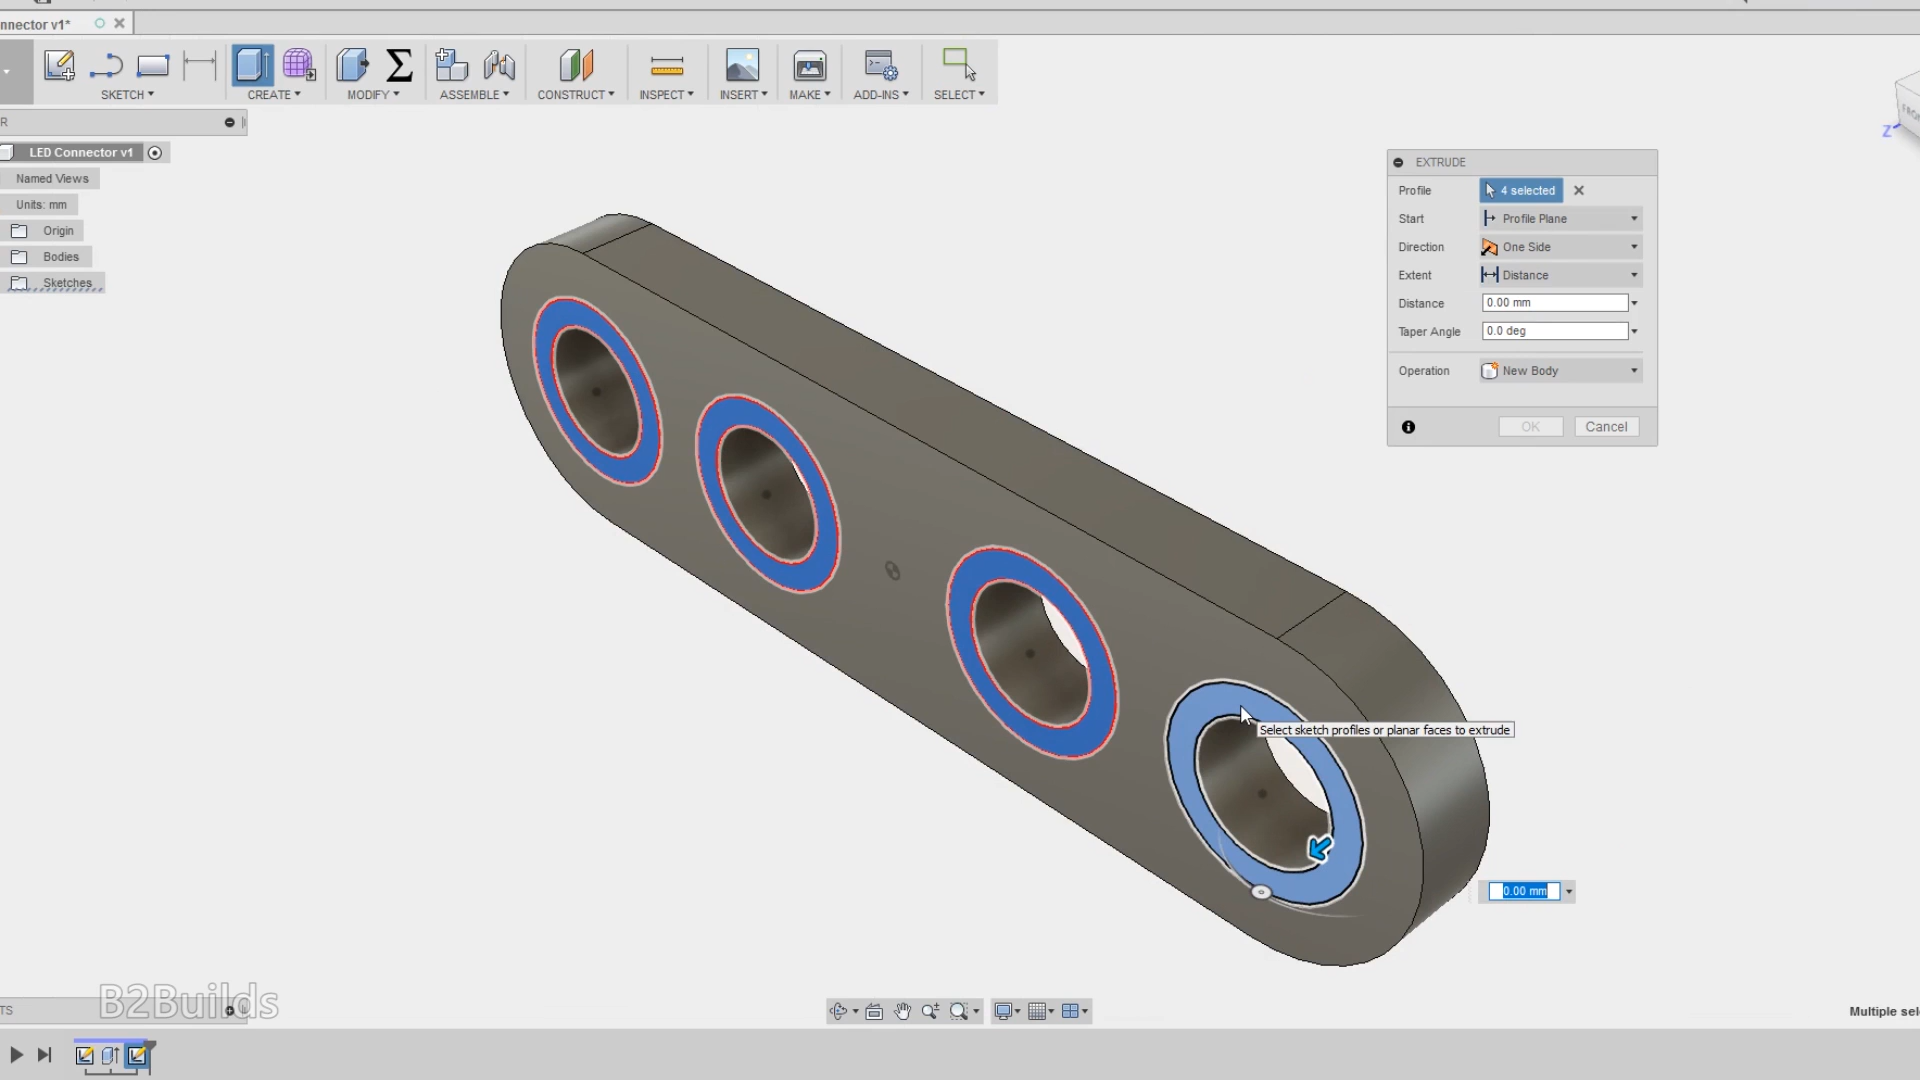 nnector v1*
SKETCH CREATE MODIFY ASSEMBLE CONSTRUCT INSPECT INSERT MAKE ADD-INS SELECT
R
LED Connector v1
Named Views
Units: mm
Origin
Bodies
Sketches
Z
EXTRUDE
Profile 4 selected
Start Profile Plane
Direction One Side
Extent Distance
Distance 0.00 mm
Taper Angle 0.0 deg
Operation New Body
OK Cancel
Select sketch profiles or planar faces to extrude
0.00 mm
TS
B2Builds
Multiple sel